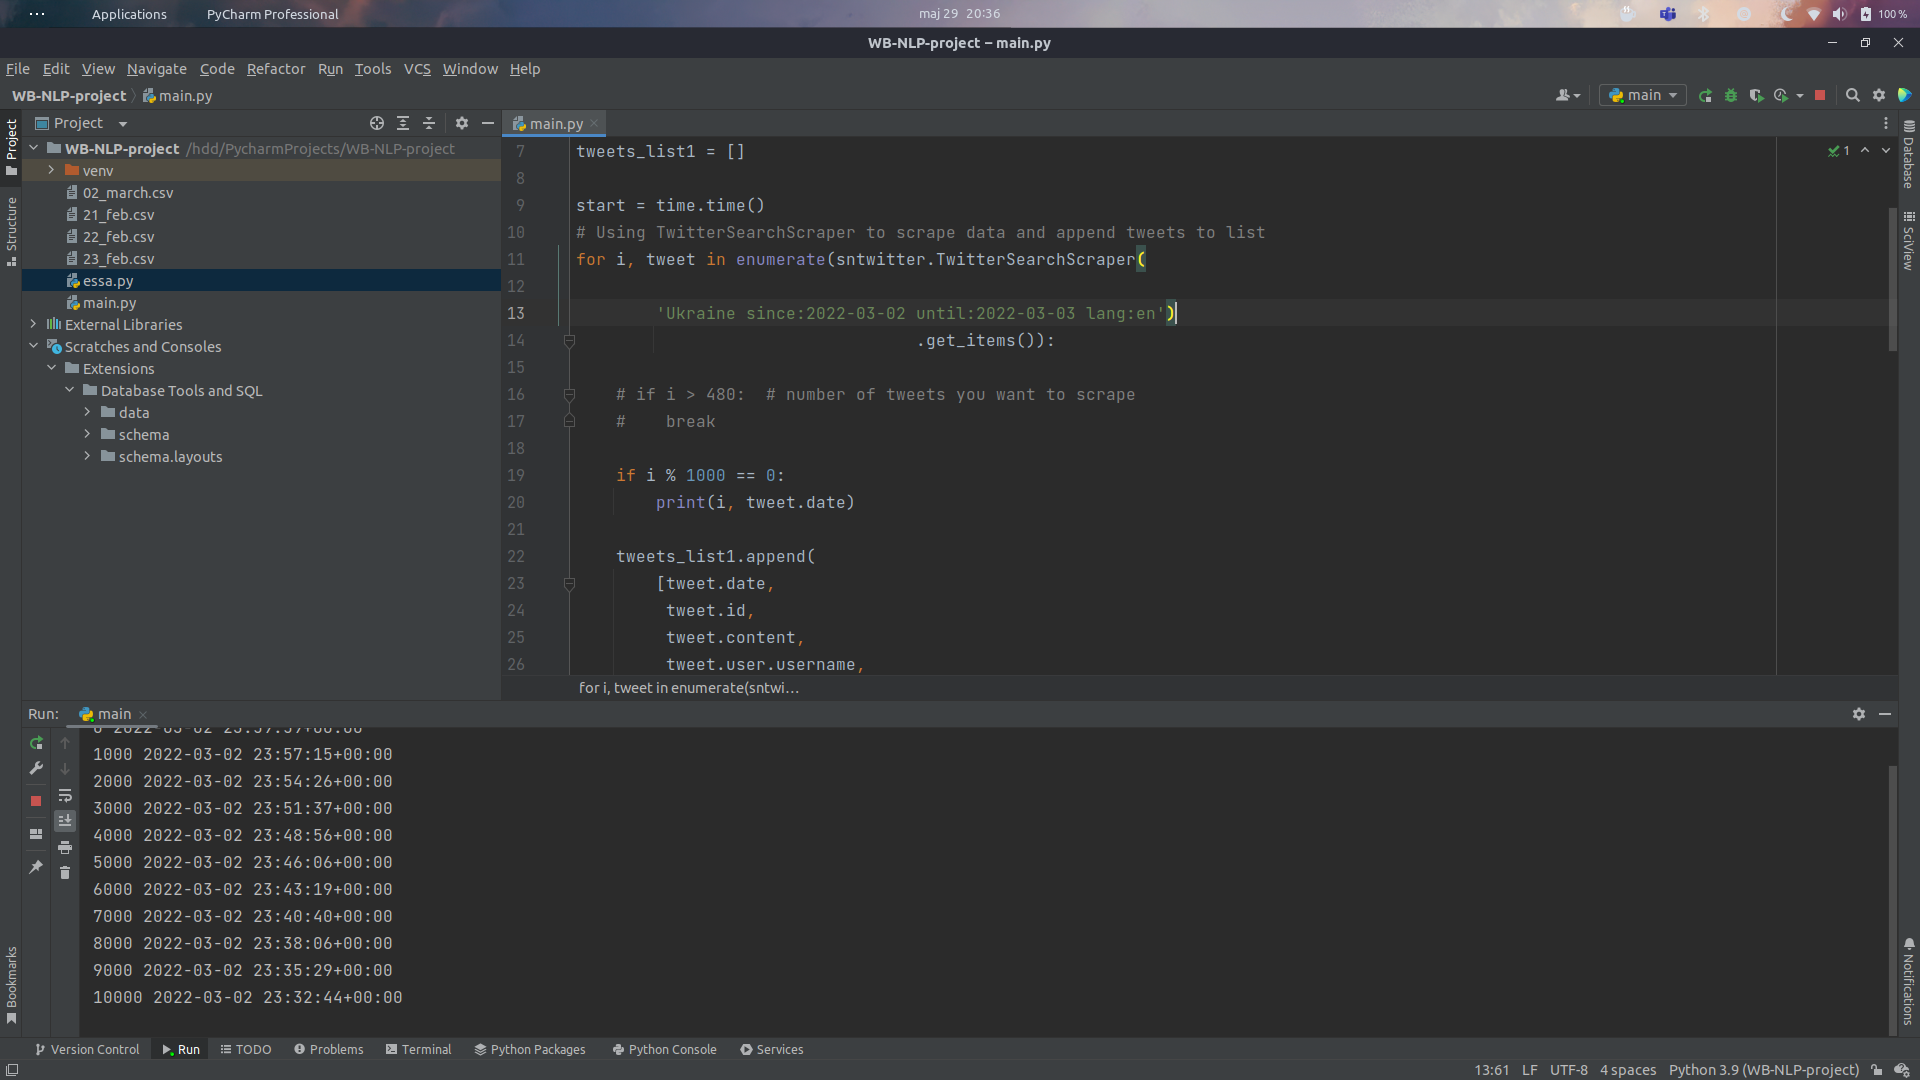 Applications PyCharm Professional maj 29 20:36 100 %
WB-NLP-project – main.py
File Edit View Navigate Code Refactor Run Tools VCS Window Help
WB-NLP-project main.py main
Project
Structure
Bookmarks
Project
WB-NLP-project /hdd/PycharmProjects/WB-NLP-project
venv
02_march.csv
21_feb.csv
22_feb.csv
23_feb.csv
essa.py
main.py
External Libraries
Scratches and Consoles
Extensions
Database Tools and SQL
data
schema
schema.layouts
main.py
1
7 tweets_list1 = []
8
9 start = time.time()
10 # Using TwitterSearchScraper to scrape data and append tweets to list
11 for i, tweet in enumerate(sntwitter.TwitterSearchScraper(
12
13 'Ukraine since:2022-03-02 until:2022-03-03 lang:en')
14 .get_items()):
15
16 # if i > 480: # number of tweets you want to scrape
17 # break
18
19 if i % 1000 == 0:
20 print(i, tweet.date)
21
22 tweets_list1.append(
23 [tweet.date,
24 tweet.id,
25 tweet.content,
26 tweet.user.username,
for i, tweet in enumerate(sntwi...
Database
SciView
Notifications
Run: main
0 2022-03-02 23:59:59+00:00
1000 2022-03-02 23:57:15+00:00
2000 2022-03-02 23:54:26+00:00
3000 2022-03-02 23:51:37+00:00
4000 2022-03-02 23:48:56+00:00
5000 2022-03-02 23:46:06+00:00
6000 2022-03-02 23:43:19+00:00
7000 2022-03-02 23:40:40+00:00
8000 2022-03-02 23:38:06+00:00
9000 2022-03-02 23:35:29+00:00
10000 2022-03-02 23:32:44+00:00
Version Control Run TODO Problems Terminal Python Packages Python Console Services
13:61 LF UTF-8 4 spaces Python 3.9 (WB-NLP-project)